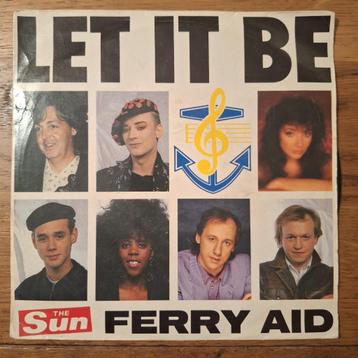 LET IT BE
THE
Sun
FERRY AID